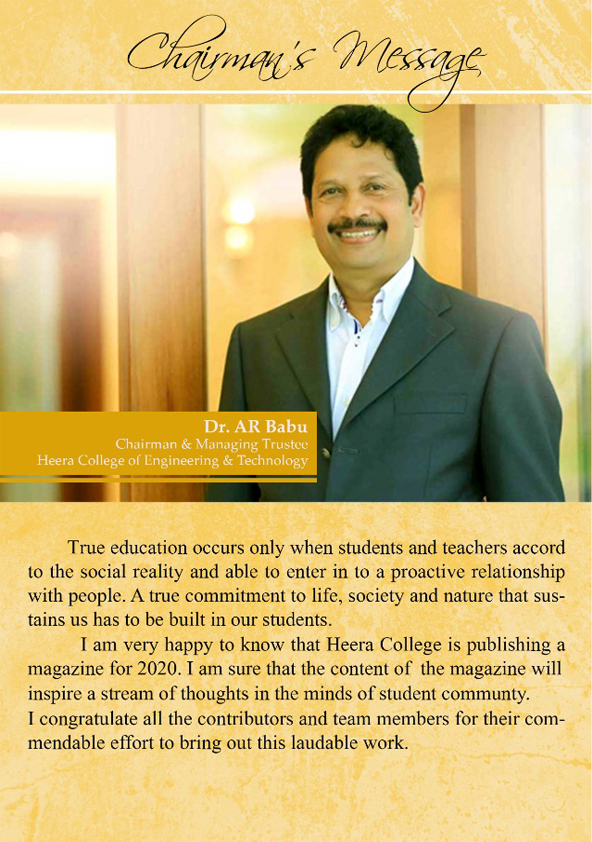 Chairman's Message
Dr. AR Babu
Chairman & Managing Trustee
Heera College of Engineering & Technology
True education occurs only when students and teachers accord
to the social reality and able to enter in to a proactive relationship
with people. A true commitment to life, society and nature that sus-
tains us has to be built in our students.
I am very happy to know that Heera College is publishing a
magazine for 2020. I am sure that the content of the magazine will
inspire a stream of thoughts in the minds of student communty.
I congratulate all the contributors and team members for their com-
mendable effort to bring out this laudable work.